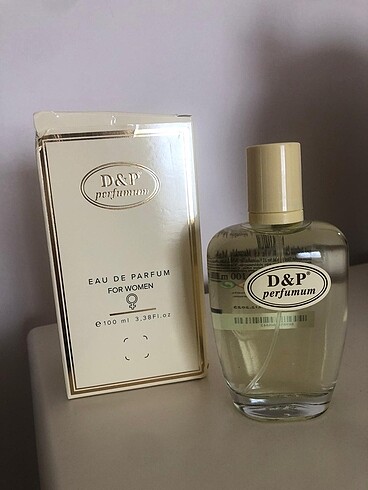 D&P®
perfumum
EAU DE PARFUM
FOR WOMEN
e 100 ml 3,38Fl.oz
D&P®
perfumum